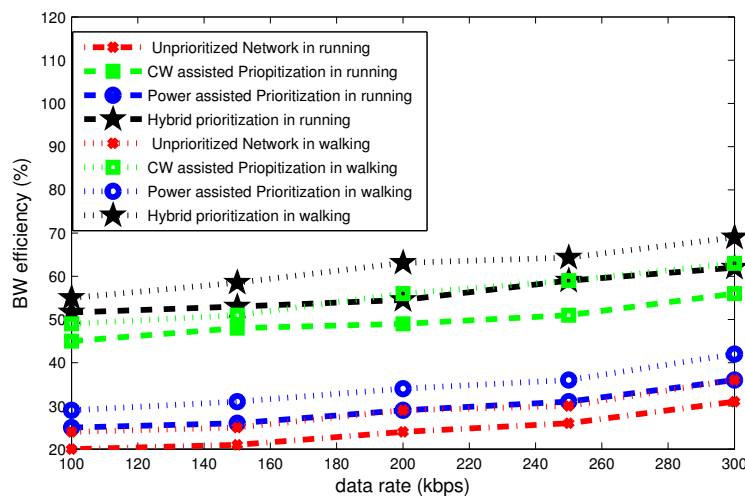 120
110
100
90
80
70
60
50
40
30
20
BW efficiency (%)
Unprioritized Network in running
CW assisted Priopitization in running
Power assisted Prioritization in running
Hybrid prioritization in running
Unprioritized Network in walking
CW assisted Priopitization in walking
Power assisted Prioritization in walking
Hybrid prioritization in walking
100 120 140 160 180 200 220 240 260 280 300
data rate (kbps)